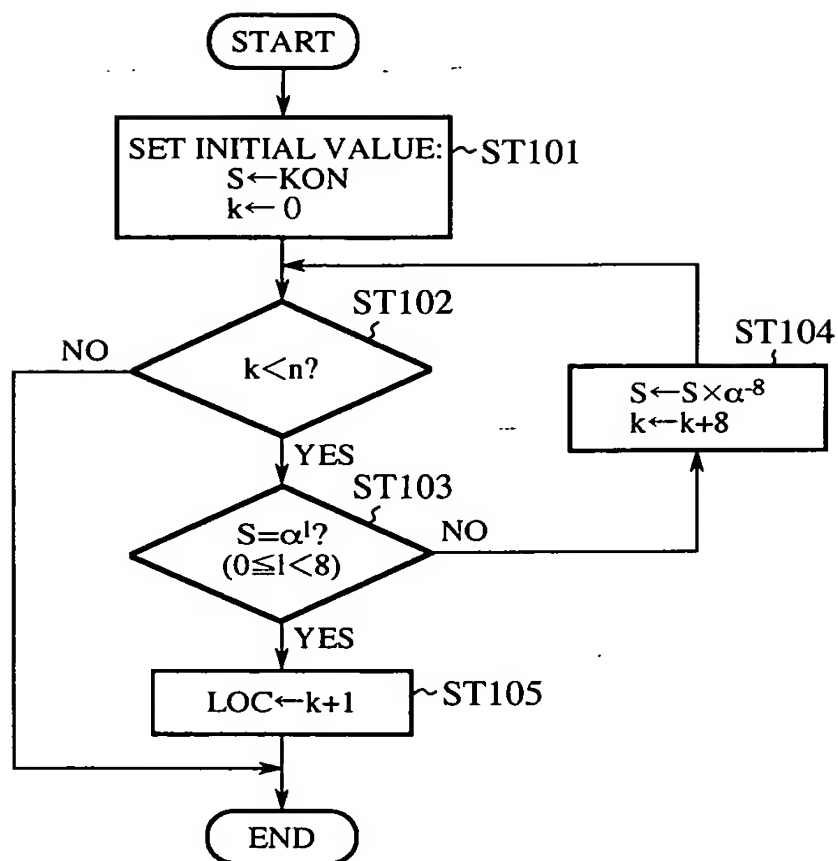 START
SET INITIAL VALUE:
S←KON
k←0
~ST101
ST102
k<n?
NO
YES
ST104
S←S×α⁻⁸
k←k+8
ST103
S=αˡ?
(0≦l<8)
NO
YES
LOC←k+1
~ST105
END